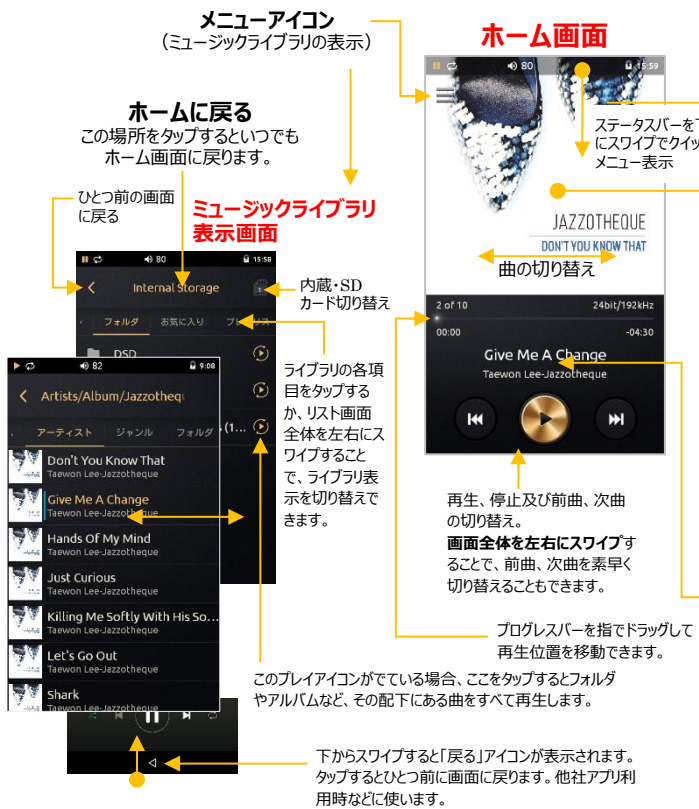 メニューアイコン
（ミュージックライブラリの表示）
ホーム画面
80
15:59
ステータスバーを下
にスワイプでクイッ
メニュー表示
JAZZOTHEQUE
DON'T YOU KNOW THAT
曲の切り替え
2 of 10
24bit/192kHz
00:00
-04:30
Give Me A Change
Taewon Lee-Jazzotheque
ホームに戻る
この場所をタップするといつでも
ホーム画面に戻ります。
ひとつ前の画面
に戻る
ミュージックライブラリ
表示画面
80
15:58
Internal Storage
1
内蔵・SD
カード切り替え
フォルダ お気に入り
DSD
(1...
ライブラリの各項
目をタップする
か、リスト画面
全体を左右にス
ワイプすること
で、ライブラリ表
示を切り替えで
きます。
82
9:08
Artists/Album/Jazzothequ
アーティスト ジャンル フォルダ
Don't You Know That
Taewon Lee-Jazzotheque
Give Me A Change
Taewon Lee-Jazzotheque
Hands Of My Mind
Taewon Lee-Jazzotheque
Just Curious
Taewon Lee-Jazzotheque
Killing Me Softly With His So...
Taewon Lee-Jazzotheque
Let's Go Out
Taewon Lee-Jazzotheque
Shark
Taewon Lee-Jazzotheque
再生、停止及び前曲、次曲
の切り替え。
画面全体を左右にスワイプす
ることで、前曲、次曲を素早く
切り替えることもできます。
プログレスバーを指でドラッグして
再生位置を移動できます。
このプレイアイコンがでている場合、ここをタップするとフォルダ
やアルバムなど、その配下にある曲をすべて再生します。
下からスワイプすると「戻る」アイコンが表示されます。
タップするとひとつ前に画面に戻ります。他社アプリ利
用時などに使います。